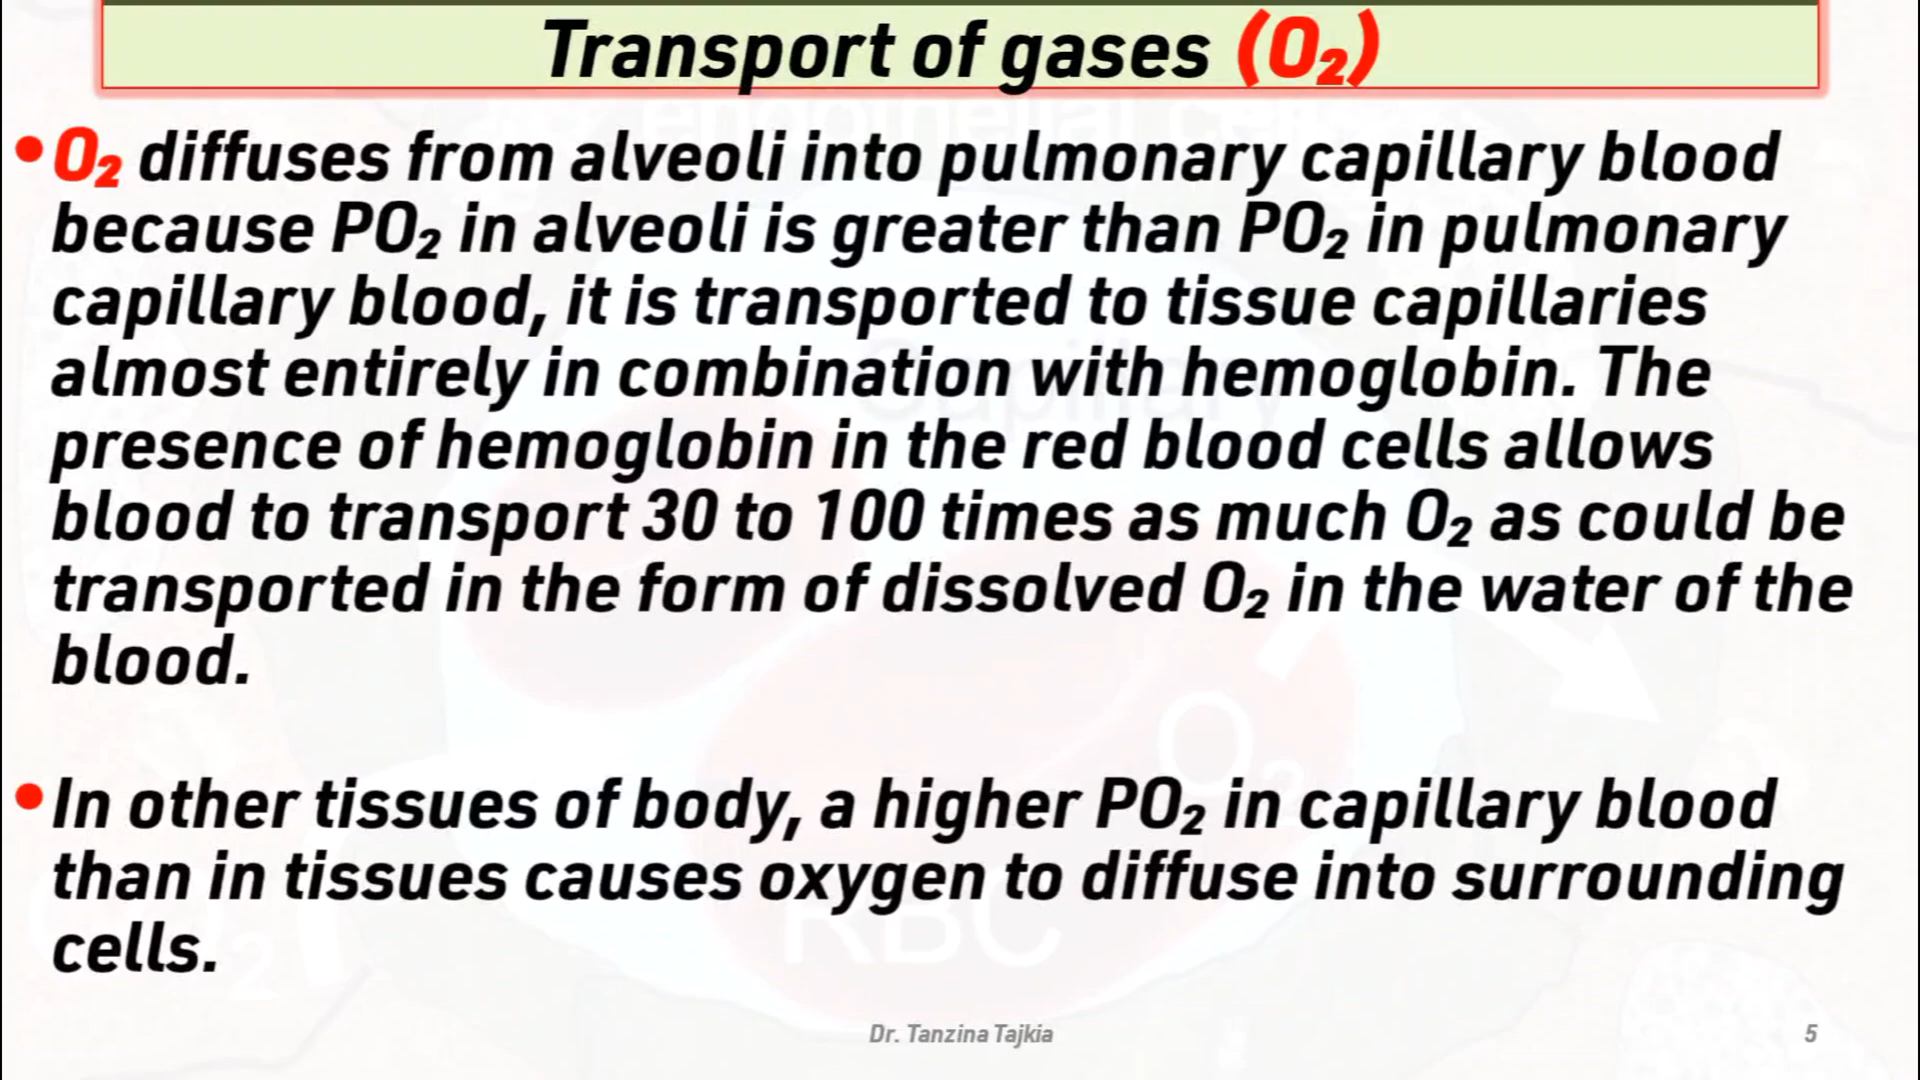 Transport of gases (O₂)
•O₂ diffuses from alveoli into pulmonary capillary blood
because PO₂ in alveoli is greater than PO₂ in pulmonary
capillary blood, it is transported to tissue capillaries
almost entirely in combination with hemoglobin. The
presence of hemoglobin in the red blood cells allows
blood to transport 30 to 100 times as much O₂ as could be
transported in the form of dissolved O₂ in the water of the
blood.
•In other tissues of body, a higher PO₂ in capillary blood
than in tissues causes oxygen to diffuse into surrounding
cells.
endothelial cell
Capillary
O₂
RBC
Dr. Tanzina Tajkia
5